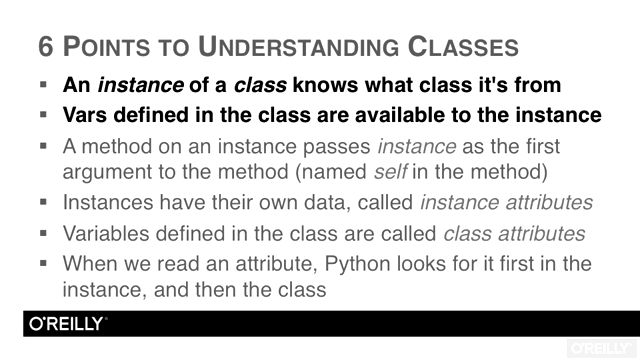 6 POINTS TO UNDERSTANDING CLASSES
An instance of a class knows what class it's from
Vars defined in the class are available to the instance
A method on an instance passes instance as the first
argument to the method (named self in the method)
Instances have their own data, called instance attributes
Variables defined in the class are called class attributes
When we read an attribute, Python looks for it first in the
instance, and then the class
O'REILLY®
O'REILLY